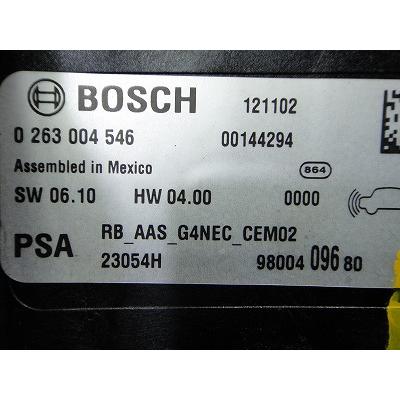 BOSCH 121102
0 263 004 546 00144294
Assembled in Mexico 864
SW 06.10 HW 04.00 0000
PSA RB_AAS_G4NEC_CEM02
23054H 98004 096 80